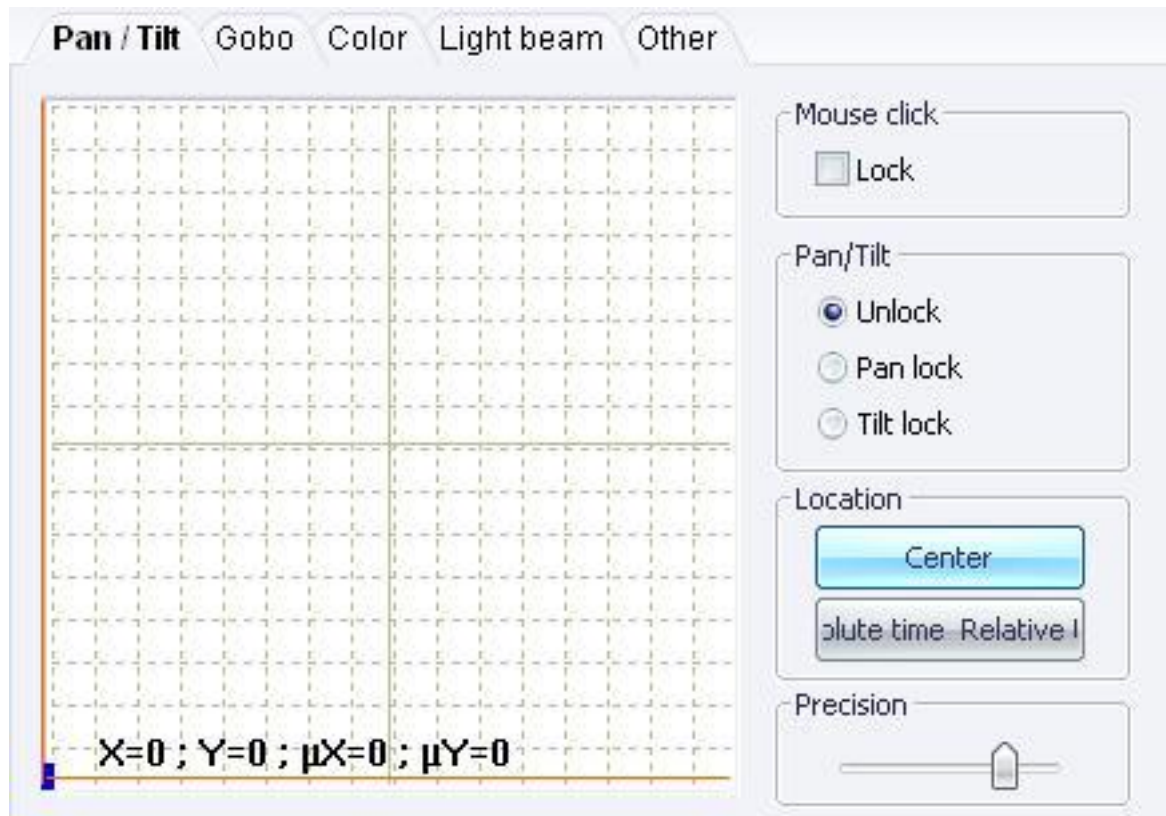 Pan / Tilt Gobo Color Light beam Other
Mouse click
Lock
Pan/Tilt
Unlock
Pan lock
Tilt lock
Location
Center
olute time Relative
Precision
X=0 ; Y=0 ; µX=0 ; µY=0